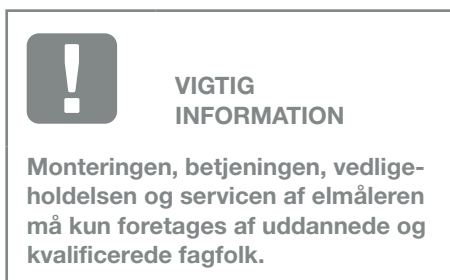 VIGTIG
INFORMATION
Monteringen, betjeningen, vedlige-
holdelsen og servicen af elmåleren
må kun foretages af uddannede og
kvalificerede fagfolk.